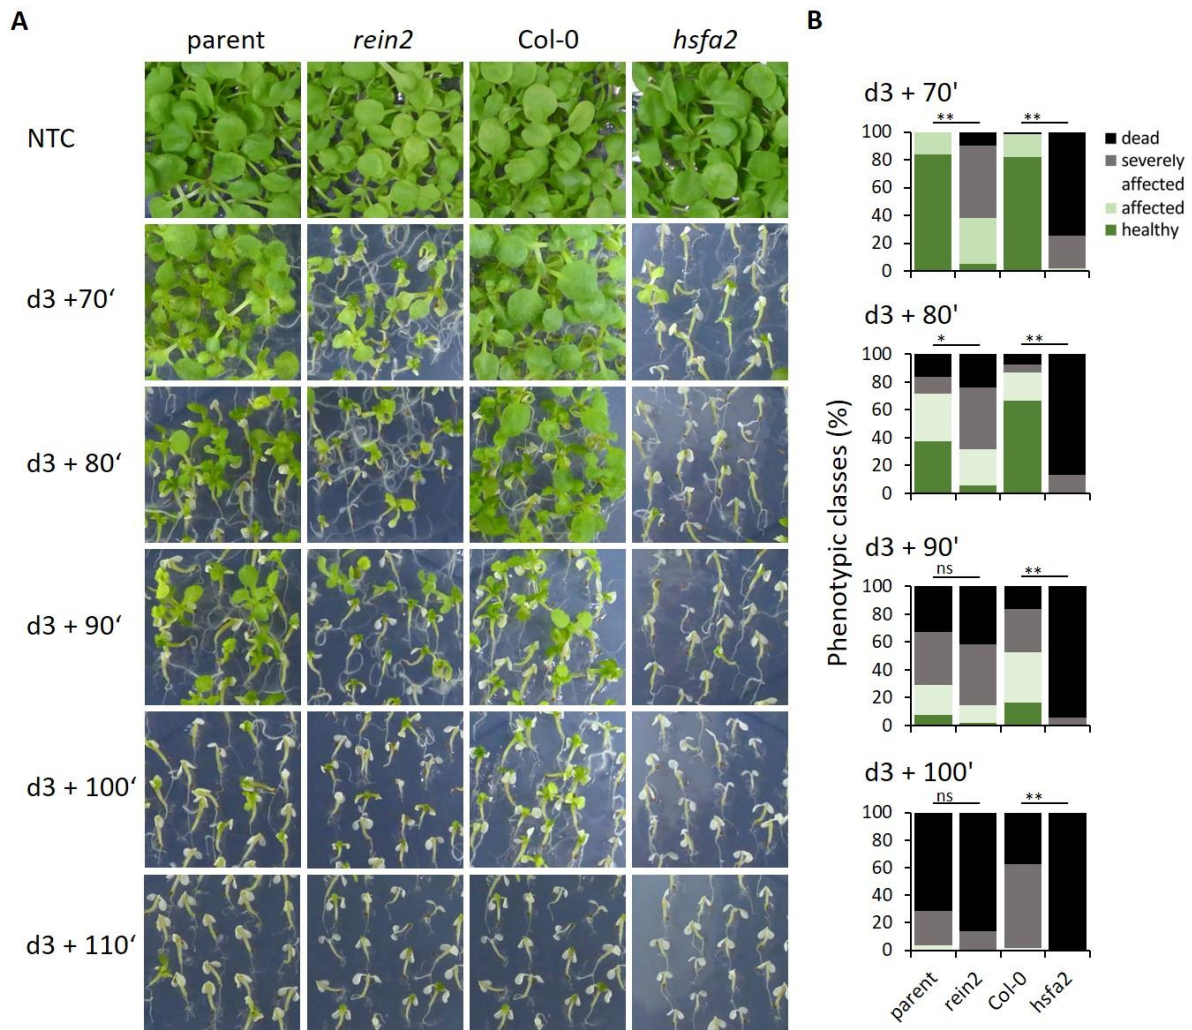 A
parent rein2 Col-0 hsfa2
NTC
d3 +70‘
d3 + 80‘
d3 + 90‘
d3 + 100‘
d3 + 110‘
B
Phenotypic classes (%)
d3 + 70'
** **
100
80
60
40
20
0
dead
severely
affected
affected
healthy
d3 + 80'
* **
100
80
60
40
20
0
d3 + 90'
ns **
100
80
60
40
20
0
d3 + 100'
ns **
100
80
60
40
20
0
parent rein2 Col-0 hsfa2